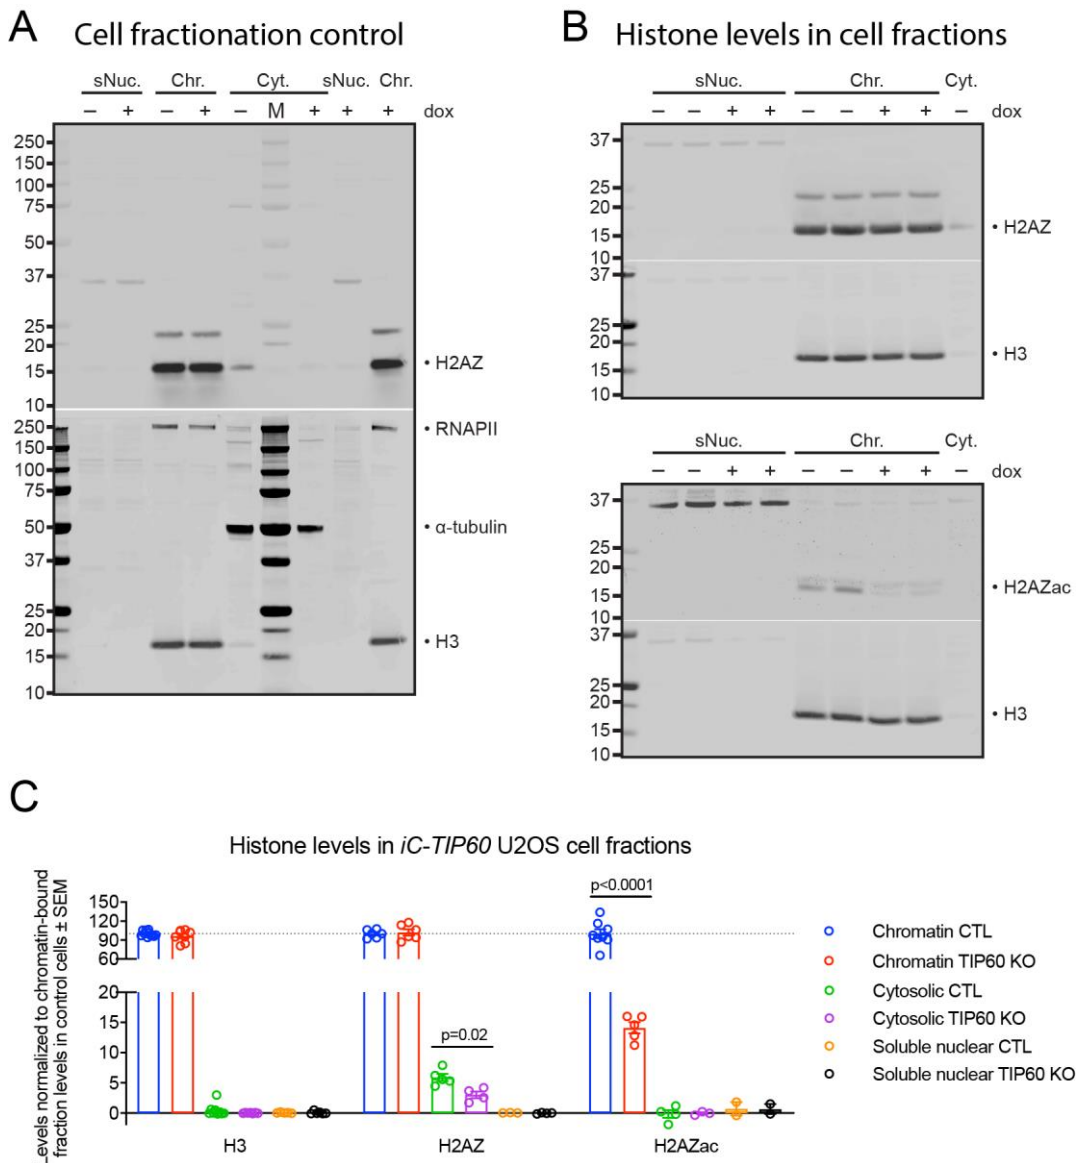 A Cell fractionation control
sNuc. Chr. Cyt. sNuc. Chr.
– + – + – M + + + dox
250
150
100
75
50
37
25
20
15
10
• H2AZ
250
150
100
75
50
37
25
20
15
10
• RNAPII
• α-tubulin
• H3
B Histone levels in cell fractions
sNuc. Chr. Cyt.
– – + + – – + + – dox
37
25
20
15
10
• H2AZ
37
25
20
15
10
• H3
sNuc. Chr. Cyt.
– – + + – – + + – dox
37
25
20
15
10
• H2AZac
37
25
20
15
10
• H3
C
Histone levels in iC-TIP60 U2OS cell fractions
levels normalized to chromatin-bound
fraction levels in control cells ± SEM
150
120
90
60
20
15
10
5
0
p=0.02
p<0.0001
H3 H2AZ H2AZac
Chromatin CTL
Chromatin TIP60 KO
Cytosolic CTL
Cytosolic TIP60 KO
Soluble nuclear CTL
Soluble nuclear TIP60 KO